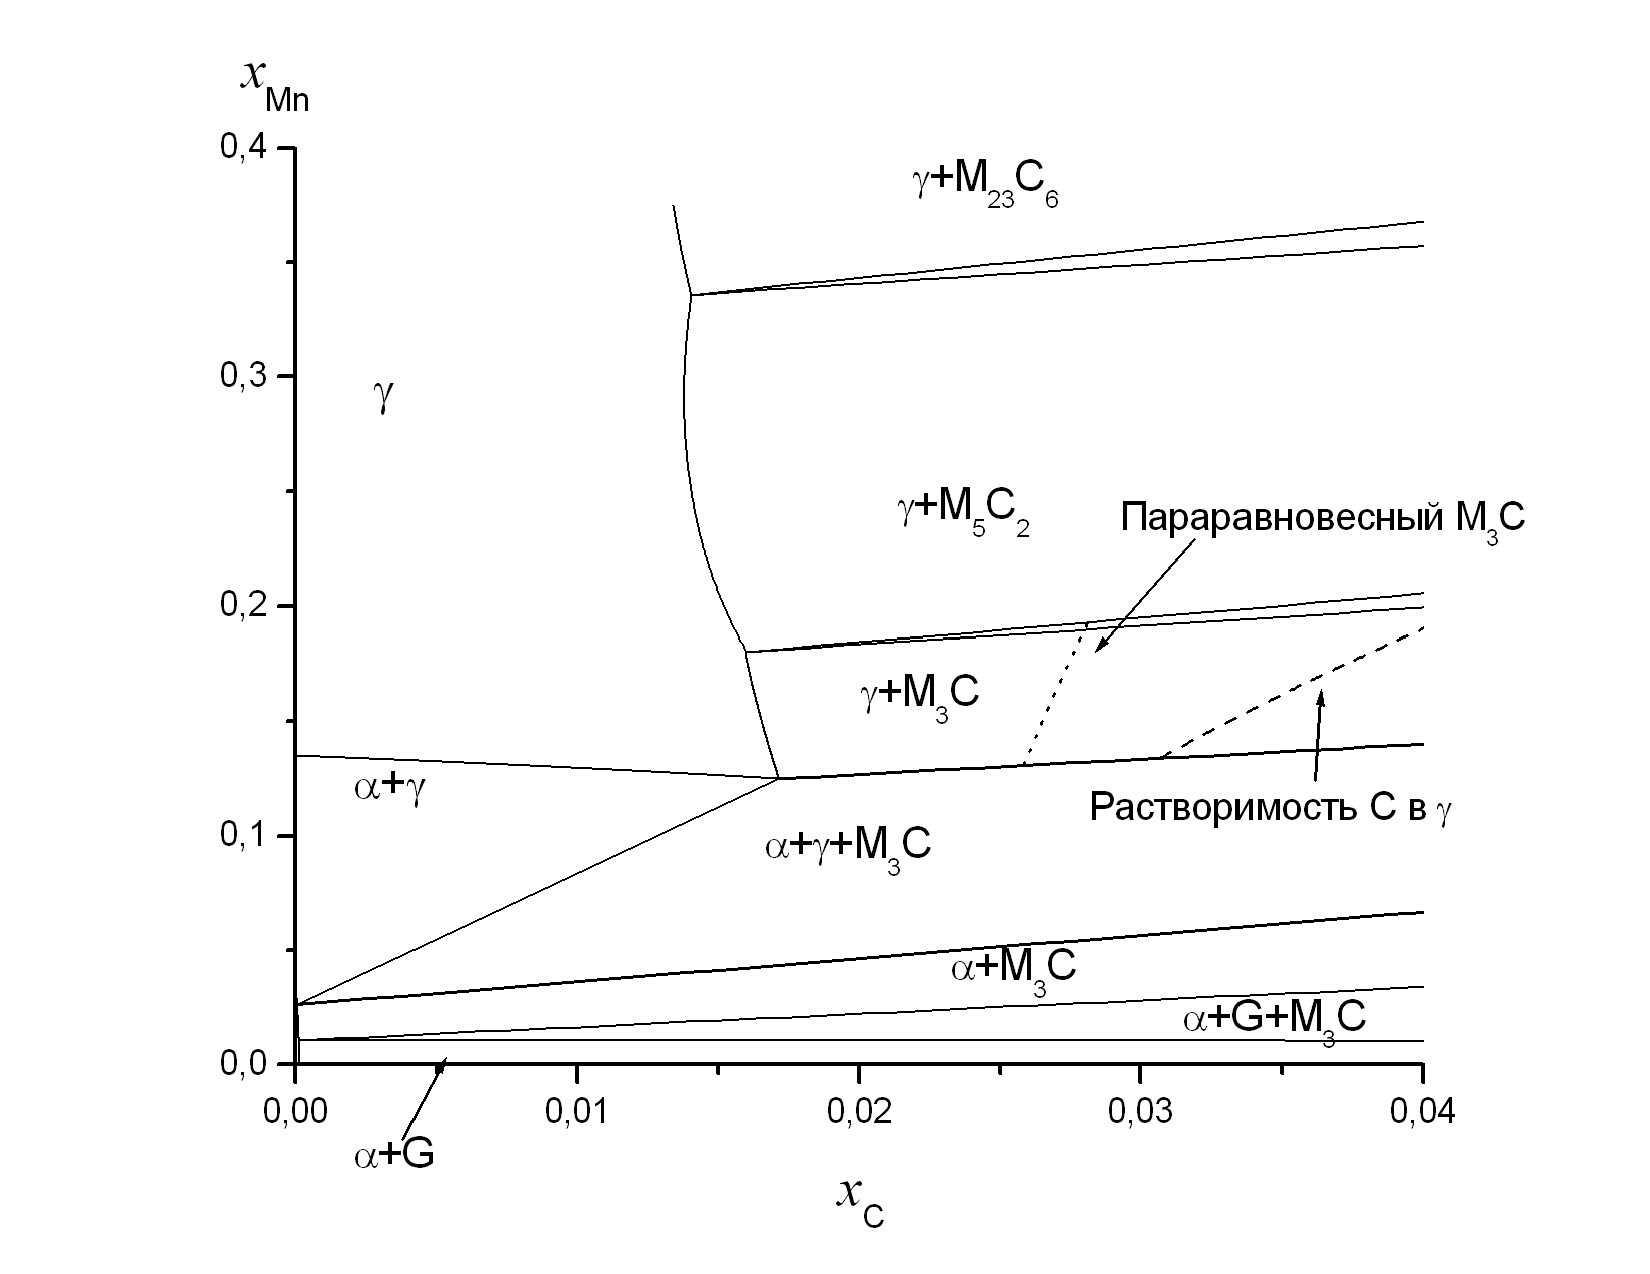 x_Mn
0,4
γ+M₂₃C₆
0,3
γ
γ+M₅C₂
Параравновесный M₃C
0,2
γ+M₃C
α+γ
Растворимость С в γ
0,1
α+γ+M₃C
α+M₃C
α+G+M₃C
0,0
0,00 0,01 0,02 0,03 0,04
α+G
x_C